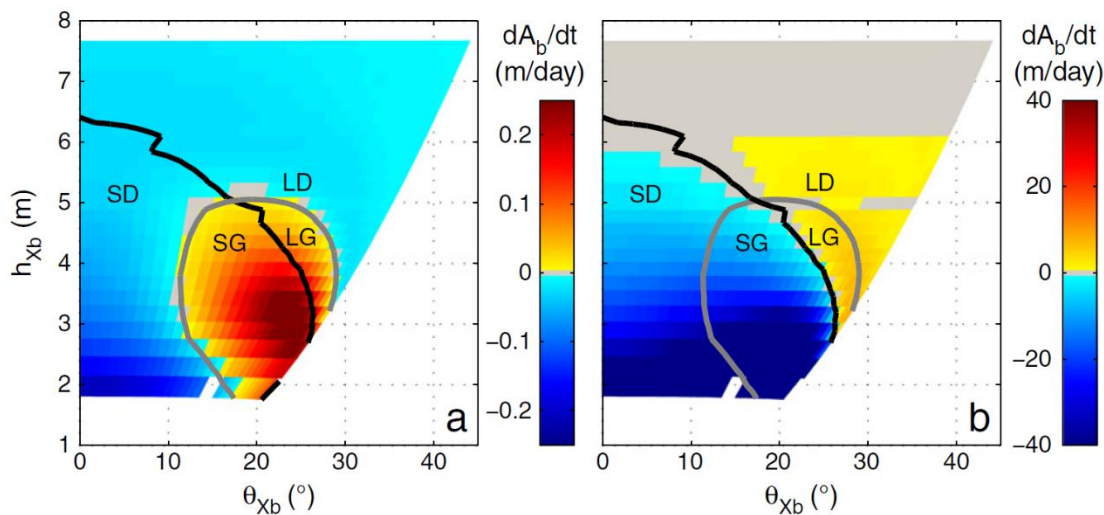 8
7
6
5
4
3
2
1
h_Xb (m)
0 10 20 30 40
θ_Xb (°)
SD
LD
SG
LG
a
dA_b/dt
(m/day)
0.2
0.1
0
−0.1
−0.2
0 10 20 30 40
θ_Xb (°)
SD
LD
SG
LG
b
dA_b/dt
(m/day)
40
20
0
−20
−40